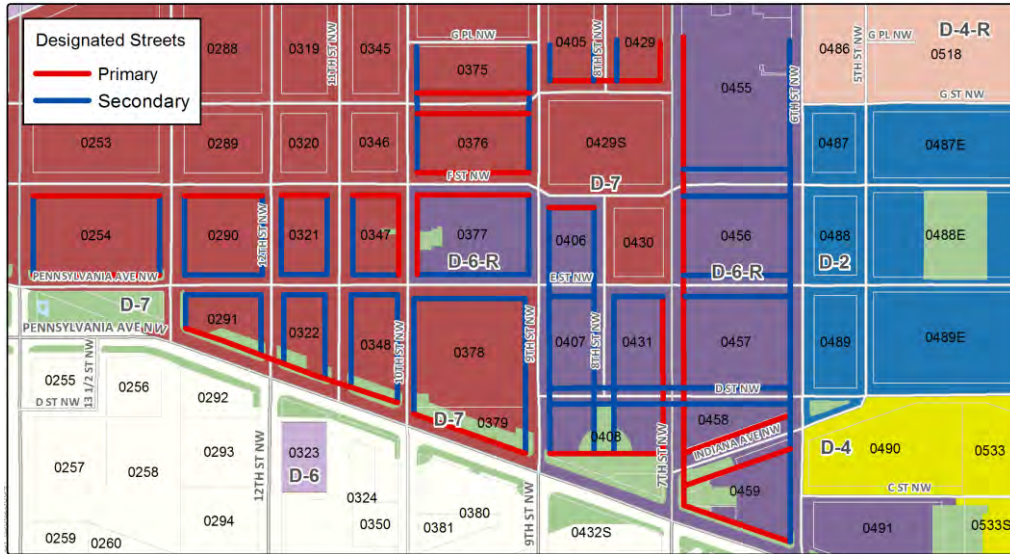 Designated Streets
Primary
Secondary
0288
0319
11TH ST NW
0345
G PL NW
0375
0405
8TH ST NW
0429
0455
6TH ST NW
0486
5TH ST NW
G PL NW
D-4-R
0518
G ST NW
0253
0289
0320
0346
0376
0429S
0487
0487E
F ST NW
D-7
0254
0290
12TH ST NW
0321
0347
0377
D-6-R
0406
0430
0456
D-6-R
0488
D-2
0488E
E ST NW
PENNSYLVANIA AVE NW
D-7
PENNSYLVANIA AVE NW
0291
0322
0348
10TH ST NW
0378
9TH ST NW
0407
8TH ST NW
0431
0457
0489
0489E
0255
13 1/2 ST NW
0256
0292
D ST NW
D ST NW
0379
D-7
0408
7TH ST NW
0458
INDIANA AVE NW
D-4
0490
0533
0257
0258
0293
12TH ST NW
0323
D-6
0324
0459
C ST NW
0259
0260
0294
0350
0381
0380
9TH ST NW
0432S
0491
0533S